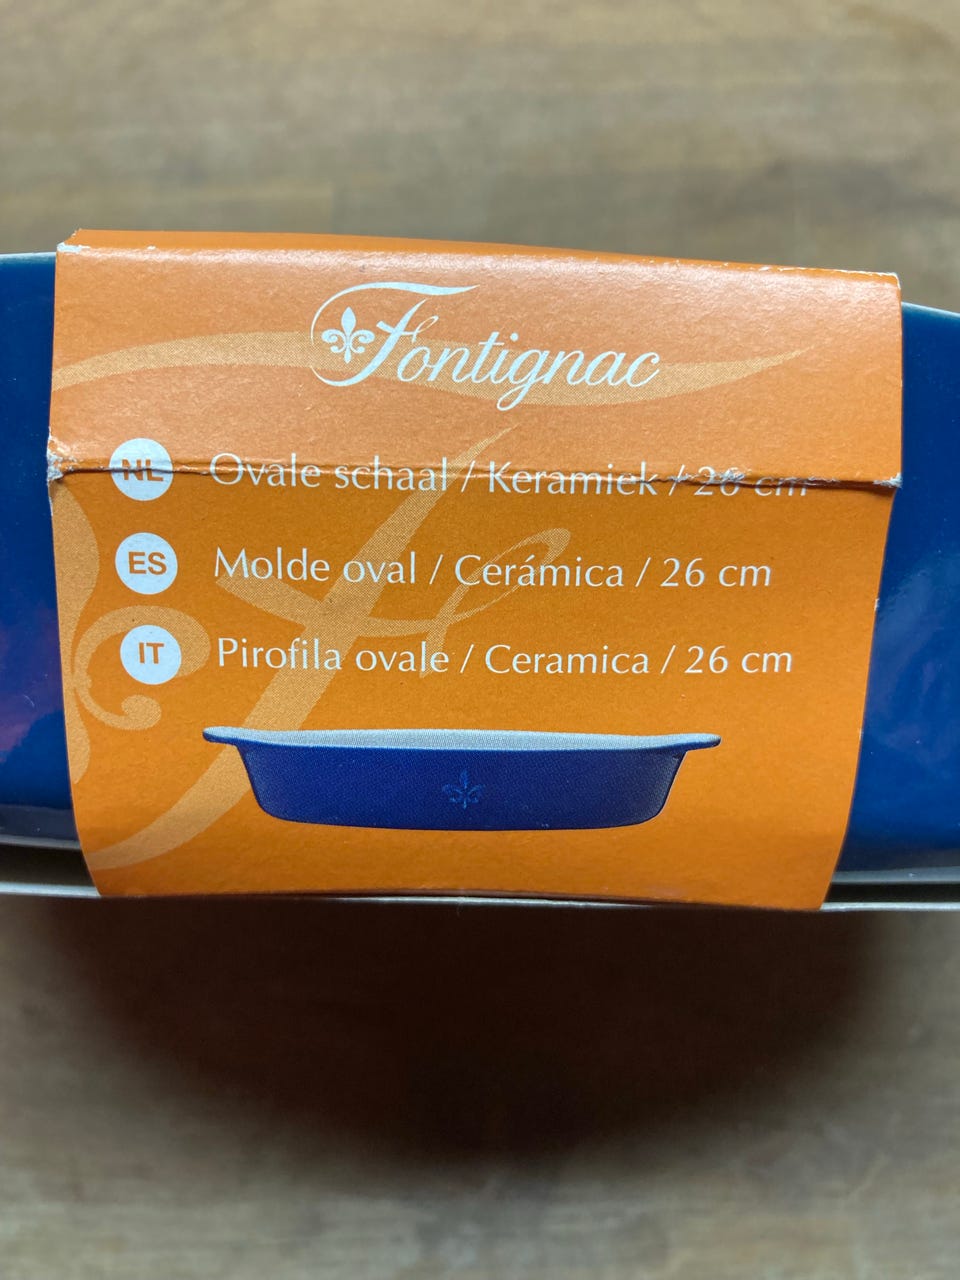 Fontignac
NL Ovale schaal / Keramiek / 26 cm
ES Molde oval / Cerámica / 26 cm
IT Pirofila ovale / Ceramica / 26 cm